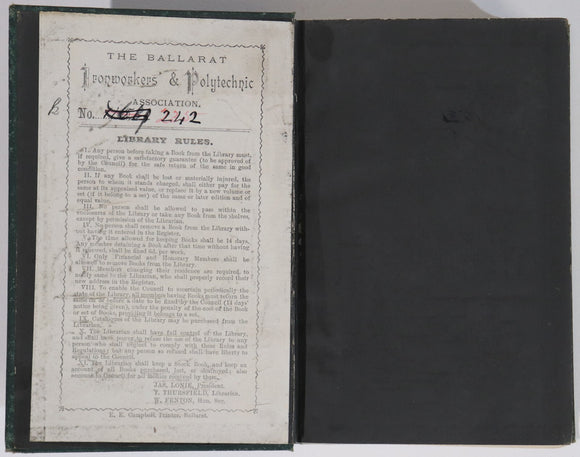 THE BALLARAT
Ironworkers' & Polytechnic
ASSOCIATION.
No. 242
LIBRARY RULES.
I. Any person before taking a Book from the Library must,
if required, give a satisfactory guarantee (to be approved of
by the Council) for the safe return of the same in good
condition.
II. If any Book shall be lost or materially injured, the
person to whom it stands charged, shall either pay for the
same at its appraised value, or replace it by a new volume or
set (if it belong to a set) of the same or later edition and of
equal value.
III. No person shall be allowed to pass within the
enclosures of the Library or take any Book from the shelves,
except by permission of the Librarian.
IV. No person shall remove a Book from the Library with-
out having it entered in the Register.
V. The time allowed for keeping Books shall be 14 days.
Any member detaining a Book after that time without having
it renewed, shall be fined 6d. per week.
VI. Only Financial and Honorary Members shall be
allowed to remove Books from the Library.
VII. Members changing their residence are required to
notify same to the Librarian, who shall properly record their
new address in the Register.
VIII. To enable the Council to ascertain periodically the
state of the Library, all members having Books must return the
same on or before a date to be fixed by the Council (14 days'
notice being given), under the penalty of the cost of the Book
or set of Books, providing it belongs to a set.
IX. Catalogues of the Library may be purchased from the
Librarian.
X. The Librarian shall have full control of the Library,
and shall have power to refuse the use of the Library to any
person who shall neglect to comply with these Rules and
Regulations; but any person so refused shall have liberty to
appeal to the Council.
XI. The Librarian shall keep a Stock Book, and keep an
account of all Books purchased, lost, or destroyed; also
account to Council for all moneys received by them.
JAS. LONIE, President.
T. THURSFIELD, Librarian.
W. FENTON, Hon. Sec.
E. E. Campbell, Printer, Ballarat.